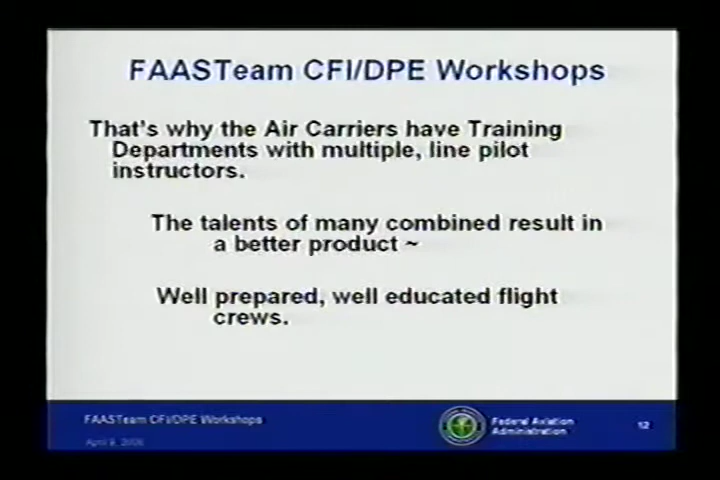 FAASTeam CFI/DPE Workshops
That's why the Air Carriers have Training
Departments with multiple, line pilot
instructors.
The talents of many combined result in
a better product ~
Well prepared, well educated flight
crews.
FAASTeam CFI/DPE Workshops
Federal Aviation
Administration
12